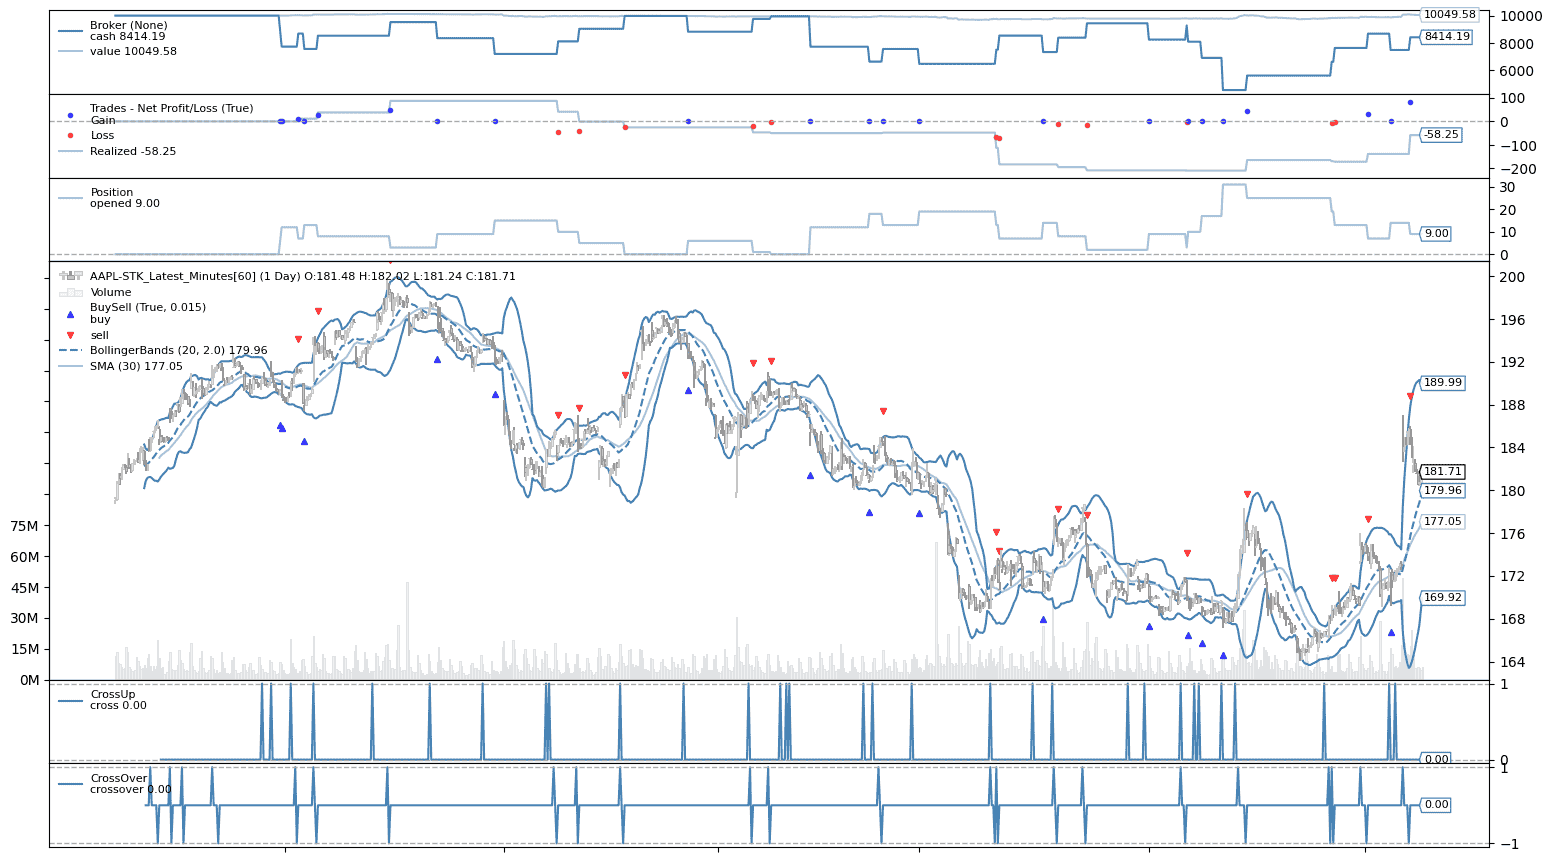 Broker (None)
cash 8414.19
value 10049.58
10049.58
8414.19
10000
8000
6000
Trades - Net Profit/Loss (True)
Gain
Loss
Realized -58.25
-58.25
100
0
−100
−200
Position
opened 9.00
9.00
30
20
10
0
AAPL-STK_Latest_Minutes[60] (1 Day) O:181.48 H:182.02 L:181.24 C:181.71
Volume
BuySell (True, 0.015)
buy
sell
BollingerBands (20, 2.0) 179.96
SMA (30) 177.05
75M
60M
45M
30M
15M
0M
189.99
181.71
179.96
177.05
169.92
200
196
192
188
184
180
176
172
168
164
CrossUp
cross 0.00
0.00
1
0
CrossOver
crossover 0.00
0.00
1
−1